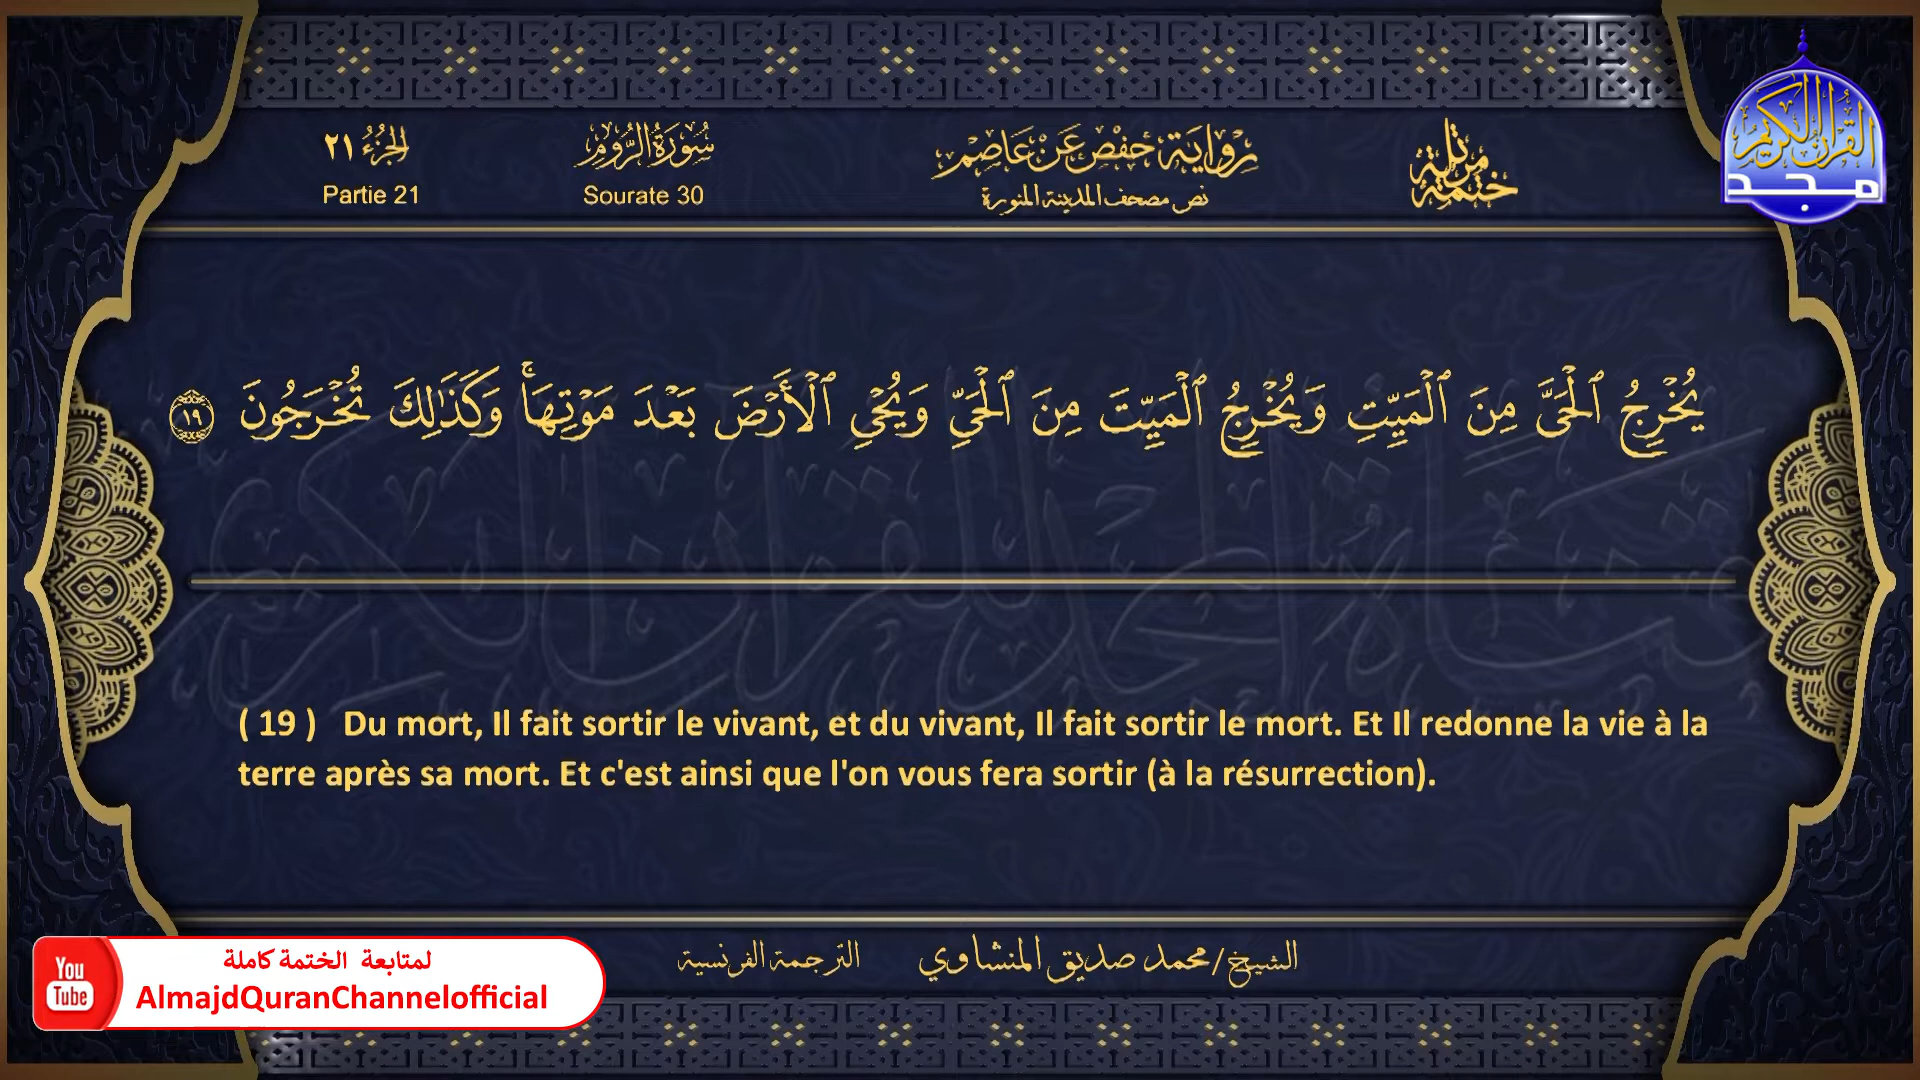 الجزء ٢١
سورة الروم
رواية حفص عن عاصم
ختمة مرتلة
القرآن الكريم
مجد
Partie 21
Sourate 30
نص مصحف المدينة المنورة
يُخْرِجُ ٱلْحَىَّ مِنَ ٱلْمَيِّتِ وَيُخْرِجُ ٱلْمَيِّتَ مِنَ ٱلْحَىِّ وَيُحْىِ ٱلْأَرْضَ بَعْدَ مَوْتِهَا ۚ وَكَذَٰلِكَ تُخْرَجُونَ ١٩
( 19 ) Du mort, Il fait sortir le vivant, et du vivant, Il fait sortir le mort. Et Il redonne la vie à la
terre après sa mort. Et c'est ainsi que l'on vous fera sortir (à la résurrection).
الشيخ/محمد صديق المنشاوي
الترجمة الفرنسية
You
Tube
لمتابعة الختمة كاملة
AlmajdQuranChannelofficial